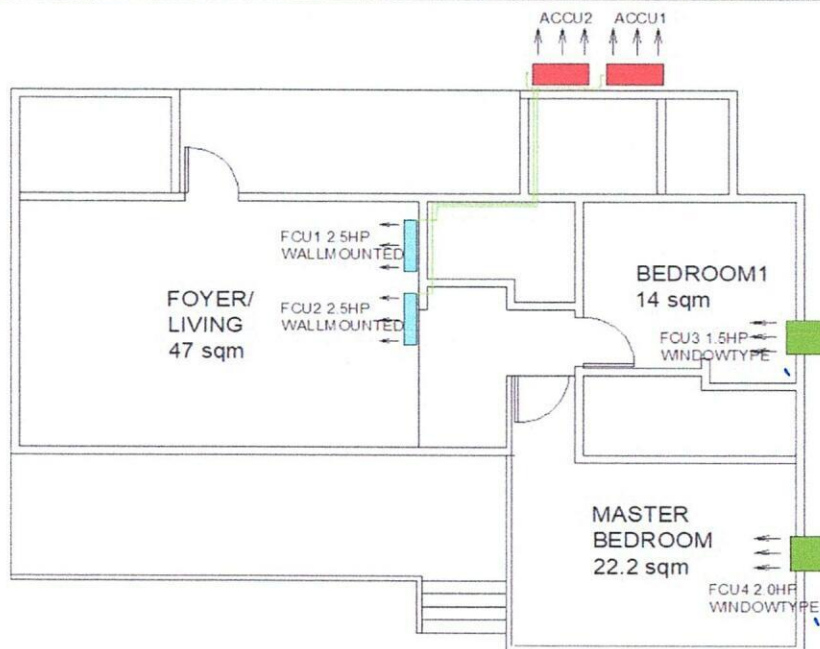 ACCU2
ACCU1
FCU1 2.5HP
WALLMOUNTED
FOYER/
LIVING
47 sqm
FCU2 2.5HP
WALLMOUNTED
BEDROOM1
14 sqm
FCU3 1.5HP
WINDOWTYPE
MASTER
BEDROOM
22.2 sqm
FCU4 2.0HP
WINDOWTYPE